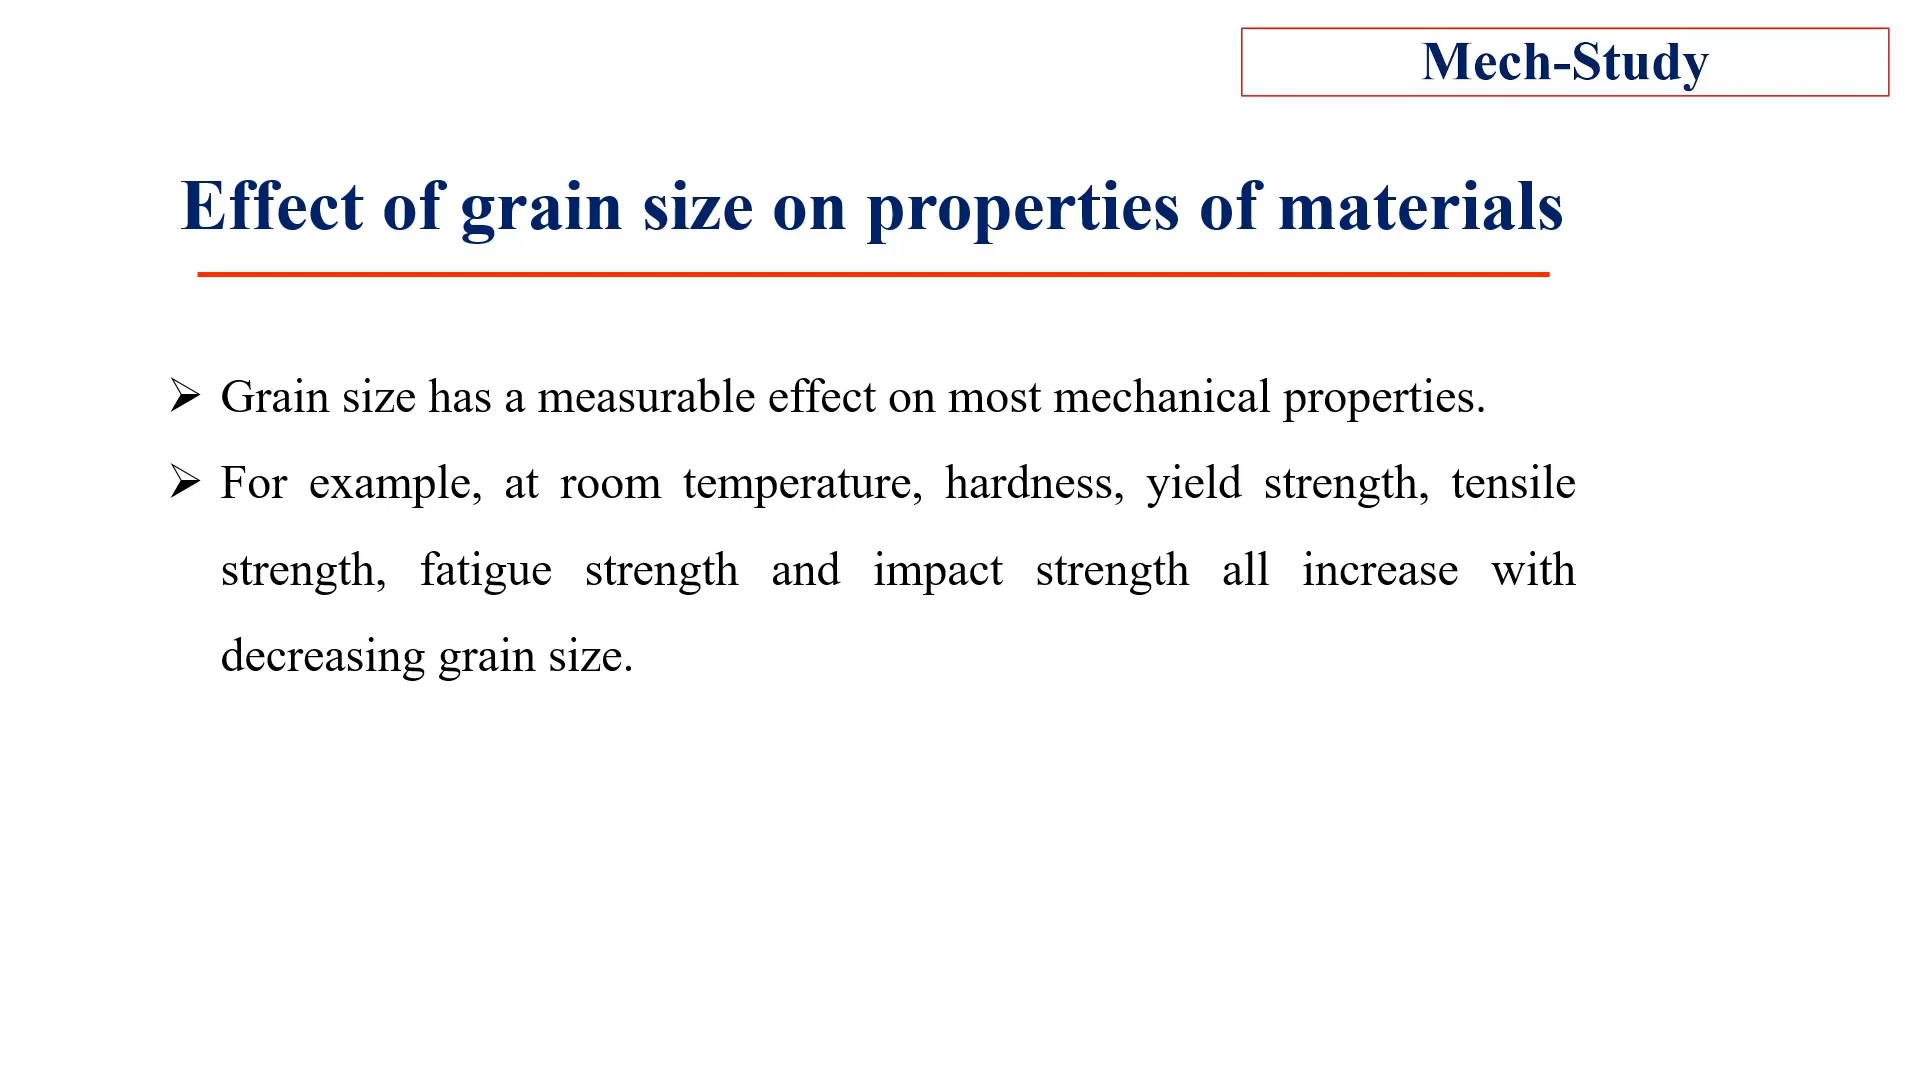 Mech-Study
Effect of grain size on properties of materials
➢ Grain size has a measurable effect on most mechanical properties.
➢ For example, at room temperature, hardness, yield strength, tensile
strength, fatigue strength and impact strength all increase with
decreasing grain size.